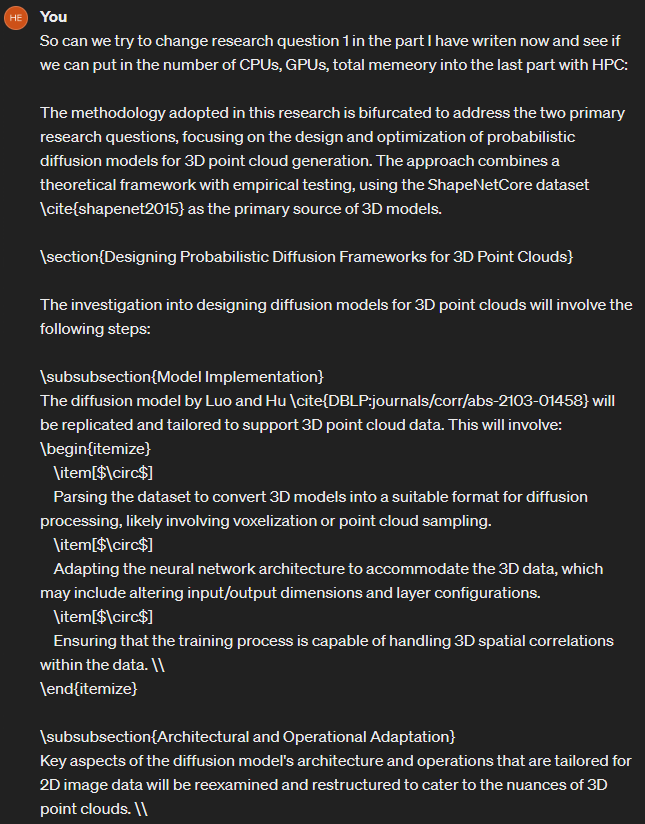 HE
You
So can we try to change research question 1 in the part I have writen now and see if
we can put in the number of CPUs, GPUs, total memeory into the last part with HPC:
The methodology adopted in this research is bifurcated to address the two primary
research questions, focusing on the design and optimization of probabilistic
diffusion models for 3D point cloud generation. The approach combines a
theoretical framework with empirical testing, using the ShapeNetCore dataset
\cite{shapenet2015} as the primary source of 3D models.
\section{Designing Probabilistic Diffusion Frameworks for 3D Point Clouds}
The investigation into designing diffusion models for 3D point clouds will involve the
following steps:
\subsubsection{Model Implementation}
The diffusion model by Luo and Hu \cite{DBLP:journals/corr/abs-2103-01458} will
be replicated and tailored to support 3D point cloud data. This will involve:
\begin{itemize}
\item[$\circ$]
Parsing the dataset to convert 3D models into a suitable format for diffusion
processing, likely involving voxelization or point cloud sampling.
\item[$\circ$]
Adapting the neural network architecture to accommodate the 3D data, which
may include altering input/output dimensions and layer configurations.
\item[$\circ$]
Ensuring that the training process is capable of handling 3D spatial correlations
within the data. \\
\end{itemize}
\subsubsection{Architectural and Operational Adaptation}
Key aspects of the diffusion model's architecture and operations that are tailored for
2D image data will be reexamined and restructured to cater to the nuances of 3D
point clouds. \\